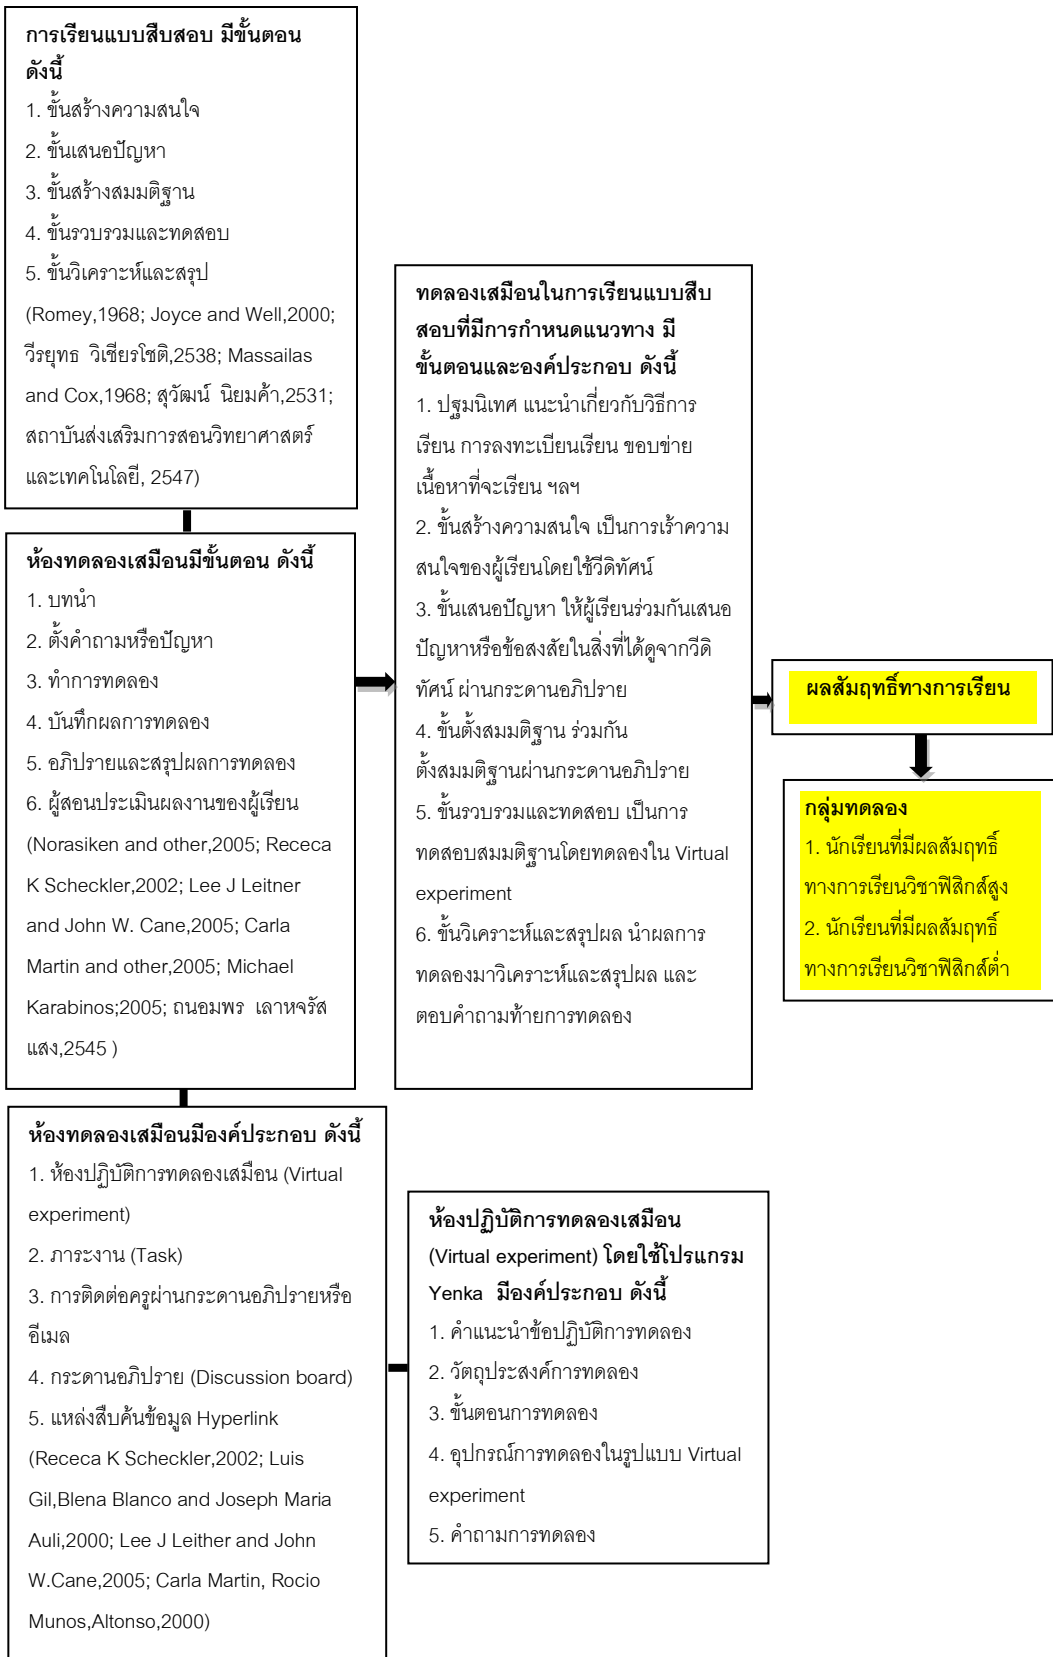 การเรียนแบบสืบสอบ มีขั้นตอน
ดังนี้
1. ขั้นสร้างความสนใจ
2. ขั้นเสนอปัญหา
3. ขั้นสร้างสมมติฐาน
4. ขั้นรวบรวมและทดสอบ
5. ขั้นวิเคราะห์และสรุป
(Romey,1968; Joyce and Well,2000;
วีรยุทธ วิเชียรโชติ,2538; Massailas
and Cox,1968; สุวัฒน์ นิยมค้า,2531;
สถาบันส่งเสริมการสอนวิทยาศาสตร์
และเทคโนโลยี, 2547)
ห้องทดลองเสมือนมีขั้นตอน ดังนี้
1. บทนำ
2. ตั้งคำถามหรือปัญหา
3. ทำการทดลอง
4. บันทึกผลการทดลอง
5. อภิปรายและสรุปผลการทดลอง
6. ผู้สอนประเมินผลงานของผู้เรียน
(Norasiken and other,2005; Receca
K Scheckler,2002; Lee J Leitner
and John W. Cane,2005; Carla
Martin and other,2005; Michael
Karabinos;2005; ถนอมพร เลาหจรัส
แสง,2545 )
ห้องทดลองเสมือนมีองค์ประกอบ ดังนี้
1. ห้องปฏิบัติการทดลองเสมือน (Virtual
experiment)
2. ภาระงาน (Task)
3. การติดต่อครูผ่านกระดานอภิปรายหรือ
อีเมล
4. กระดานอภิปราย (Discussion board)
5. แหล่งสืบค้นข้อมูล Hyperlink
(Receca K Scheckler,2002; Luis
Gil,Blena Blanco and Joseph Maria
Auli,2000; Lee J Leither and John
W.Cane,2005; Carla Martin, Rocio
Munos,Altonso,2000)
ทดลองเสมือนในการเรียนแบบสืบ
สอบที่มีการกำหนดแนวทาง มี
ขั้นตอนและองค์ประกอบ ดังนี้
1. ปฐมนิเทศ แนะนำเกี่ยวกับวิธีการ
เรียน การลงทะเบียนเรียน ขอบข่าย
เนื้อหาที่จะเรียน ฯลฯ
2. ขั้นสร้างความสนใจ เป็นการเร้าความ
สนใจของผู้เรียนโดยใช้วีดิทัศน์
3. ขั้นเสนอปัญหา ให้ผู้เรียนร่วมกันเสนอ
ปัญหาหรือข้อสงสัยในสิ่งที่ได้ดูจากวีดิ
ทัศน์ ผ่านกระดานอภิปราย
4. ขั้นตั้งสมมติฐาน ร่วมกัน
ตั้งสมมติฐานผ่านกระดานอภิปราย
5. ขั้นรวบรวมและทดสอบ เป็นการ
ทดสอบสมมติฐานโดยทดลองใน Virtual
experiment
6. ขั้นวิเคราะห์และสรุปผล นำผลการ
ทดลองมาวิเคราะห์และสรุปผล และ
ตอบคำถามท้ายการทดลอง
ห้องปฏิบัติการทดลองเสมือน
(Virtual experiment) โดยใช้โปรแกรม
Yenka มีองค์ประกอบ ดังนี้
1. คำแนะนำข้อปฏิบัติการทดลอง
2. วัตถุประสงค์การทดลอง
3. ขั้นตอนการทดลอง
4. อุปกรณ์การทดลองในรูปแบบ Virtual
experiment
5. คำถามการทดลอง
ผลสัมฤทธิ์ทางการเรียน
กลุ่มทดลอง
1. นักเรียนที่มีผลสัมฤทธิ์
ทางการเรียนวิชาฟิสิกส์สูง
2. นักเรียนที่มีผลสัมฤทธิ์
ทางการเรียนวิชาฟิสิกส์ต่ำ